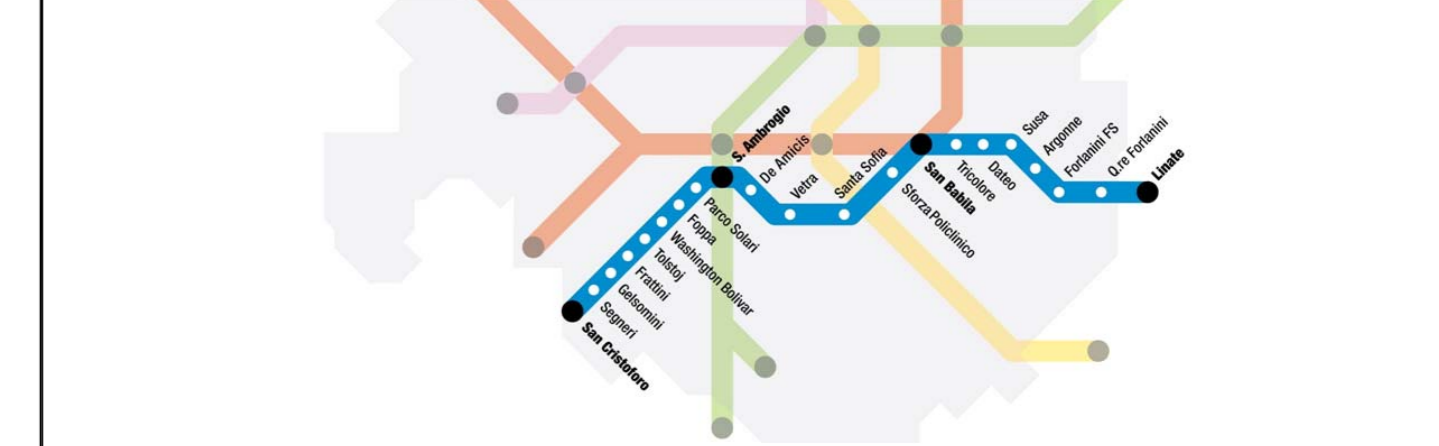 San Cristoforo
Segneri
Gelsomini
Frattini
Tolstoj
Washington Bolivar
Foppa
Parco Solari
S. Ambrogio
De Amicis
Vetra
Santa Sofia
Sforza Policlinico
San Babila
Tricolore
Dateo
Susa
Argonne
Forlanini FS
Q.re Forlanini
Linate